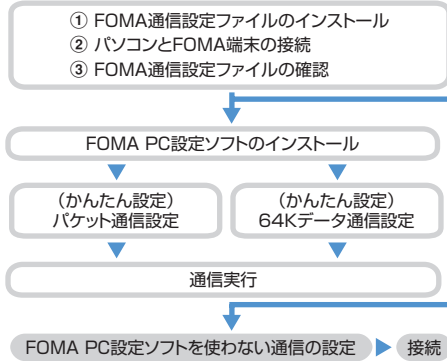 ① FOMA通信設定ファイルのインストール
② パソコンとFOMA端末の接続
③ FOMA通信設定ファイルの確認
FOMA PC設定ソフトのインストール
(かんたん設定)
パケット通信設定
(かんたん設定)
64Kデータ通信設定
通信実行
FOMA PC設定ソフトを使わない通信の設定
接続